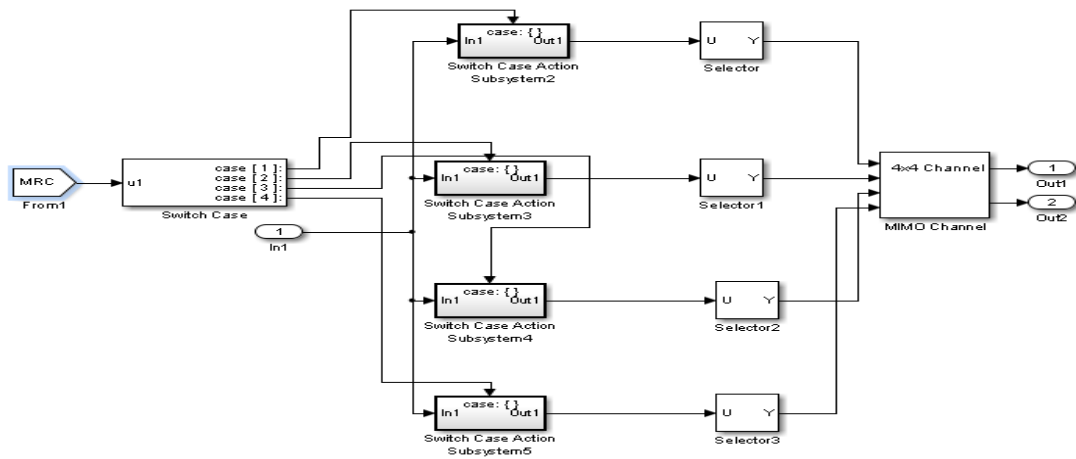 case: { }
In1 Out1
Switch Case Action
Subsystem2
U Y
Selector
MRC
From1
u1
case [ 1 ]:
case [ 2 ]:
case [ 3 ]:
case [ 4 ]:
Switch Case
1
In1
case: { }
In1 Out1
Switch Case Action
Subsystem3
U Y
Selector1
4x4 Channel
MIMO Channel
1
Out1
2
Out2
case: { }
In1 Out1
Switch Case Action
Subsystem4
U Y
Selector2
case: { }
In1 Out1
Switch Case Action
Subsystem5
U Y
Selector3